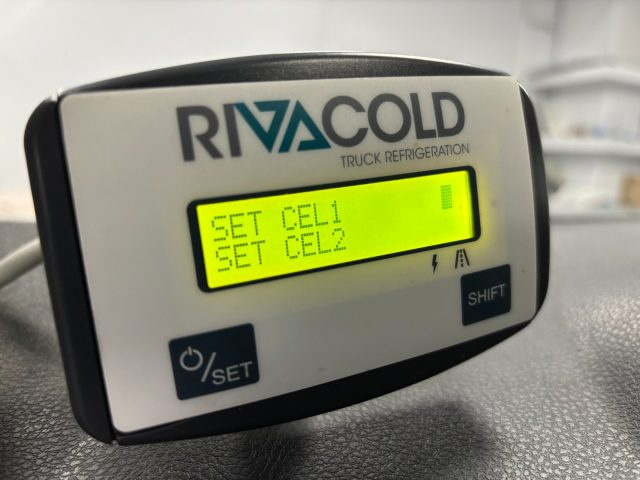 RIVACOLD
TRUCK REFRIGERATION
SET CEL1
SET CEL2
SHIFT
/SET